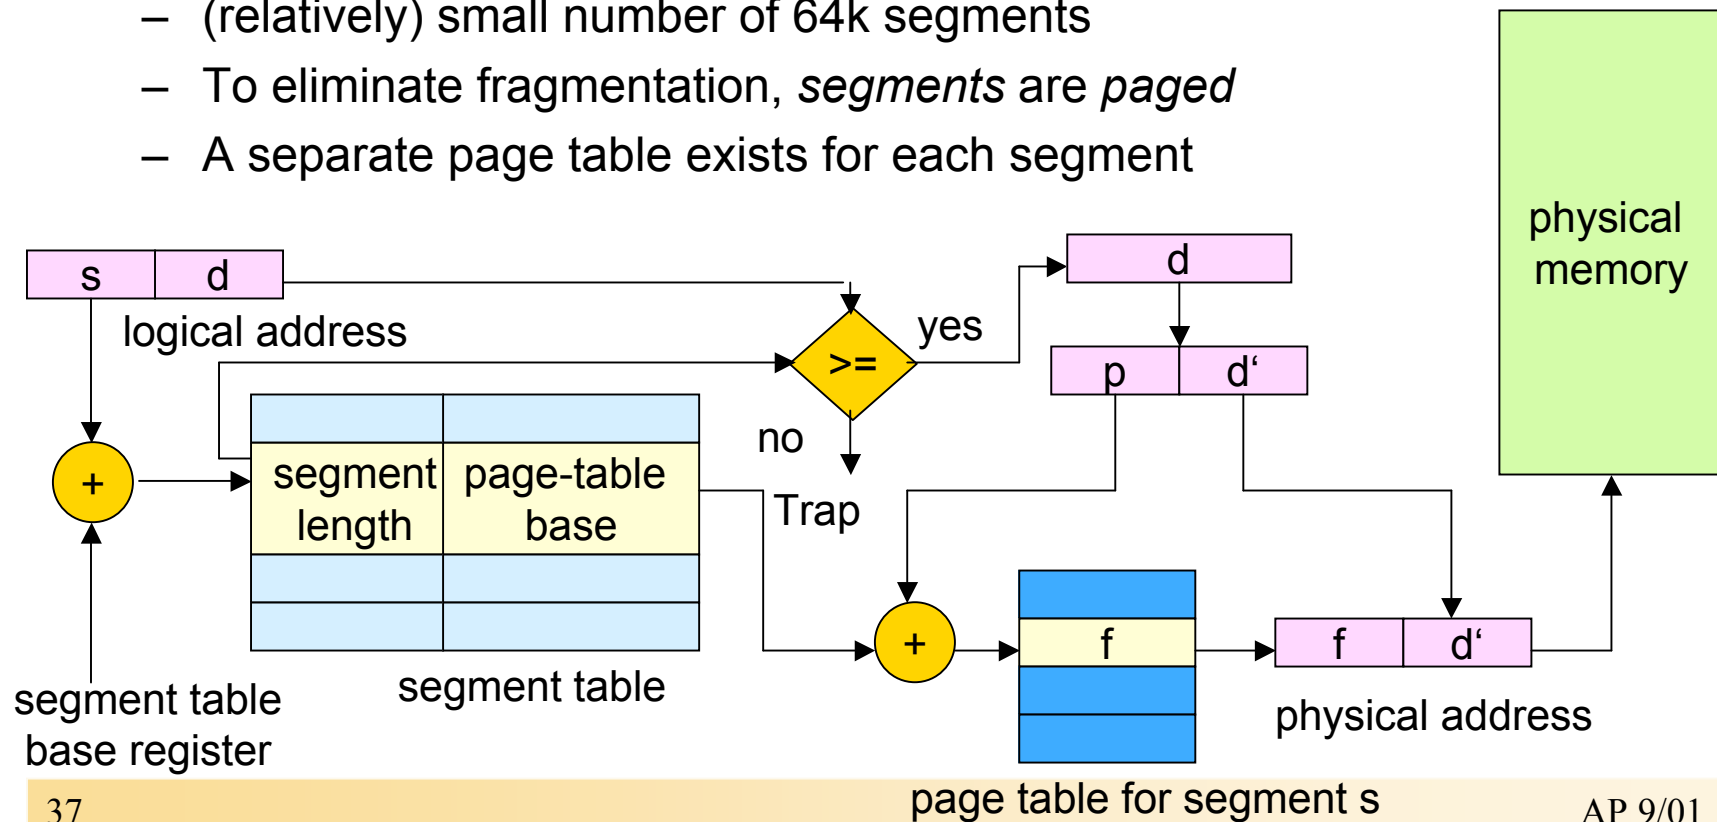 – (relatively) small number of 64k segments
– To eliminate fragmentation, segments are paged
– A separate page table exists for each segment
physical
memory
s d
d
logical address
yes
>=
p d‘
no
segment
length
page-table
base
+
Trap
+
f
f d‘
segment table
segment table
base register
physical address
page table for segment s
37
AP 9/01